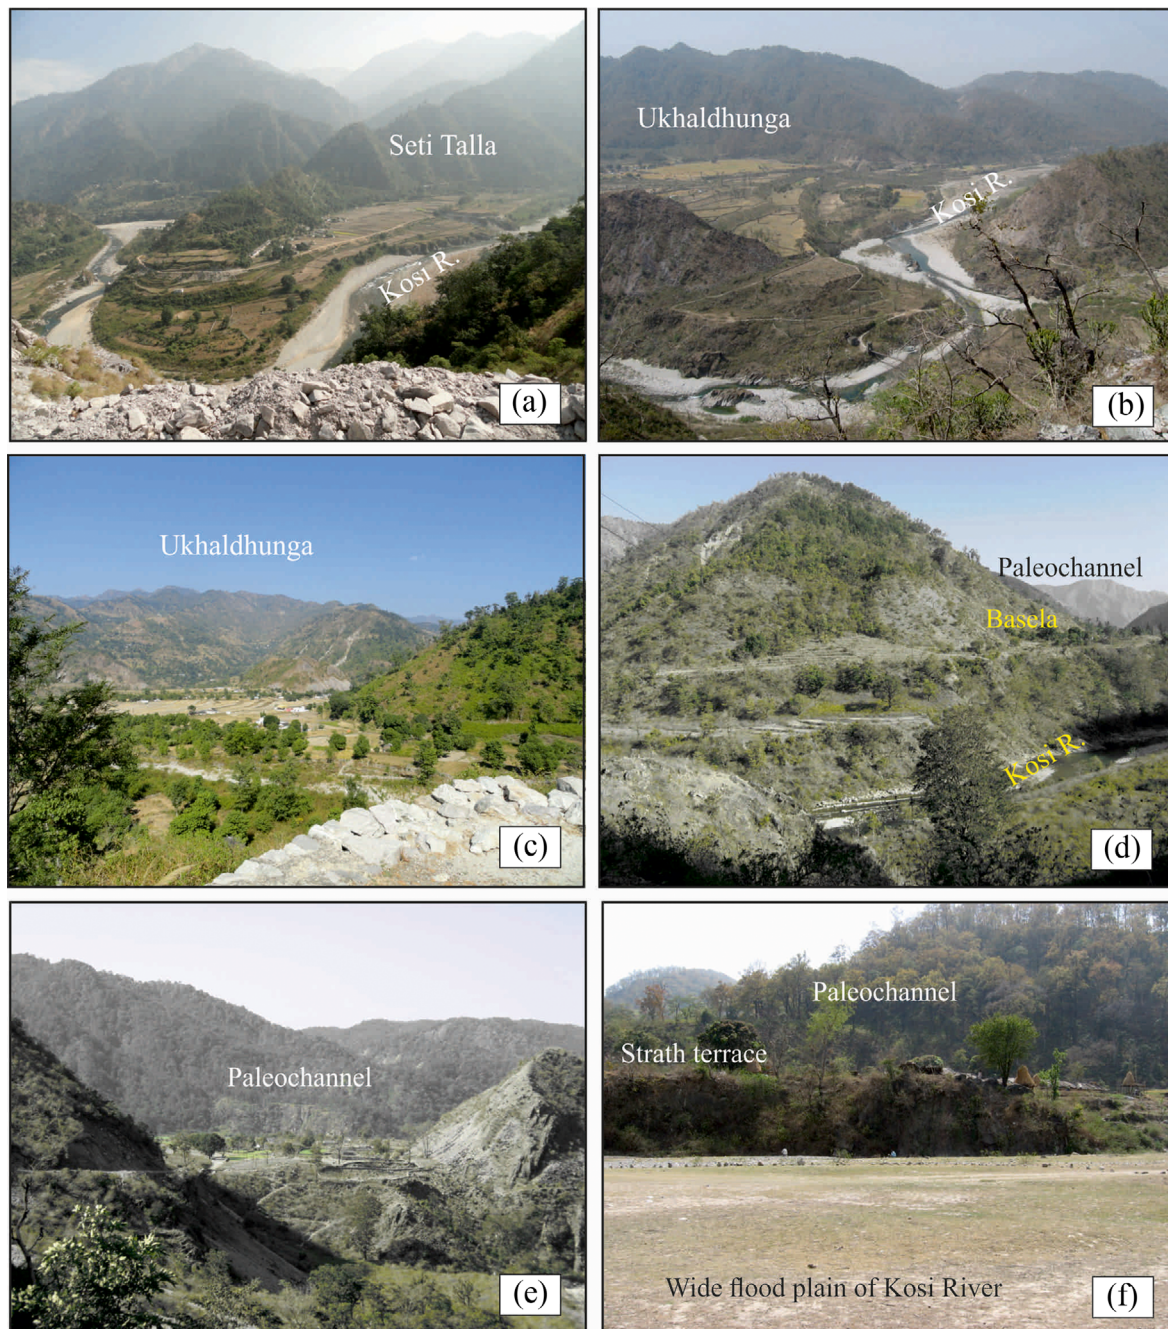 Seti Talla
Kosi R.
(a)
Ukhaldhunga
Kosi R.
(b)
Ukhaldhunga
(c)
Paleochannel
Basela
Kosi R.
(d)
Paleochannel
(e)
Paleochannel
Strath terrace
Wide flood plain of Kosi River
(f)